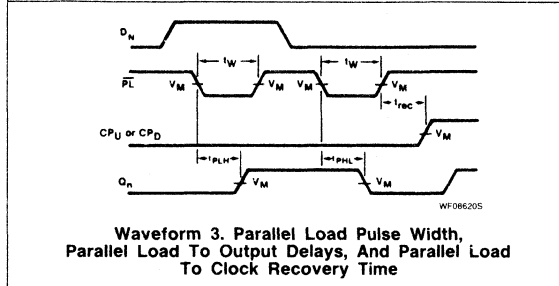 DN
tW tW
PL VM VM VM VM
trec
CPU or CPD VM
tPLH tPHL
Qn VM VM
WF08620S
Waveform 3. Parallel Load Pulse Width,
Parallel Load To Output Delays, And Parallel Load
To Clock Recovery Time